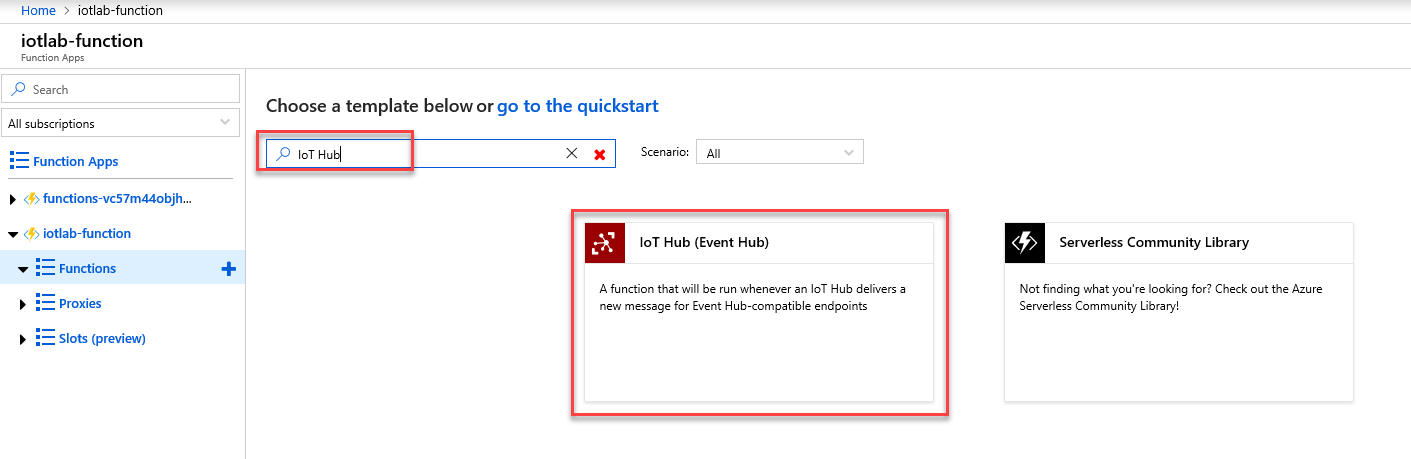 Home > iotlab-function
iotlab-function
Function Apps
Search
All subscriptions
Function Apps
functions-vc57m44objh...
iotlab-function
Functions
Proxies
Slots (preview)
Choose a template below or go to the quickstart
IoT Hub
Scenario: All
IoT Hub (Event Hub)
A function that will be run whenever an IoT Hub delivers a
new message for Event Hub-compatible endpoints
Serverless Community Library
Not finding what you're looking for? Check out the Azure
Serverless Community Library!